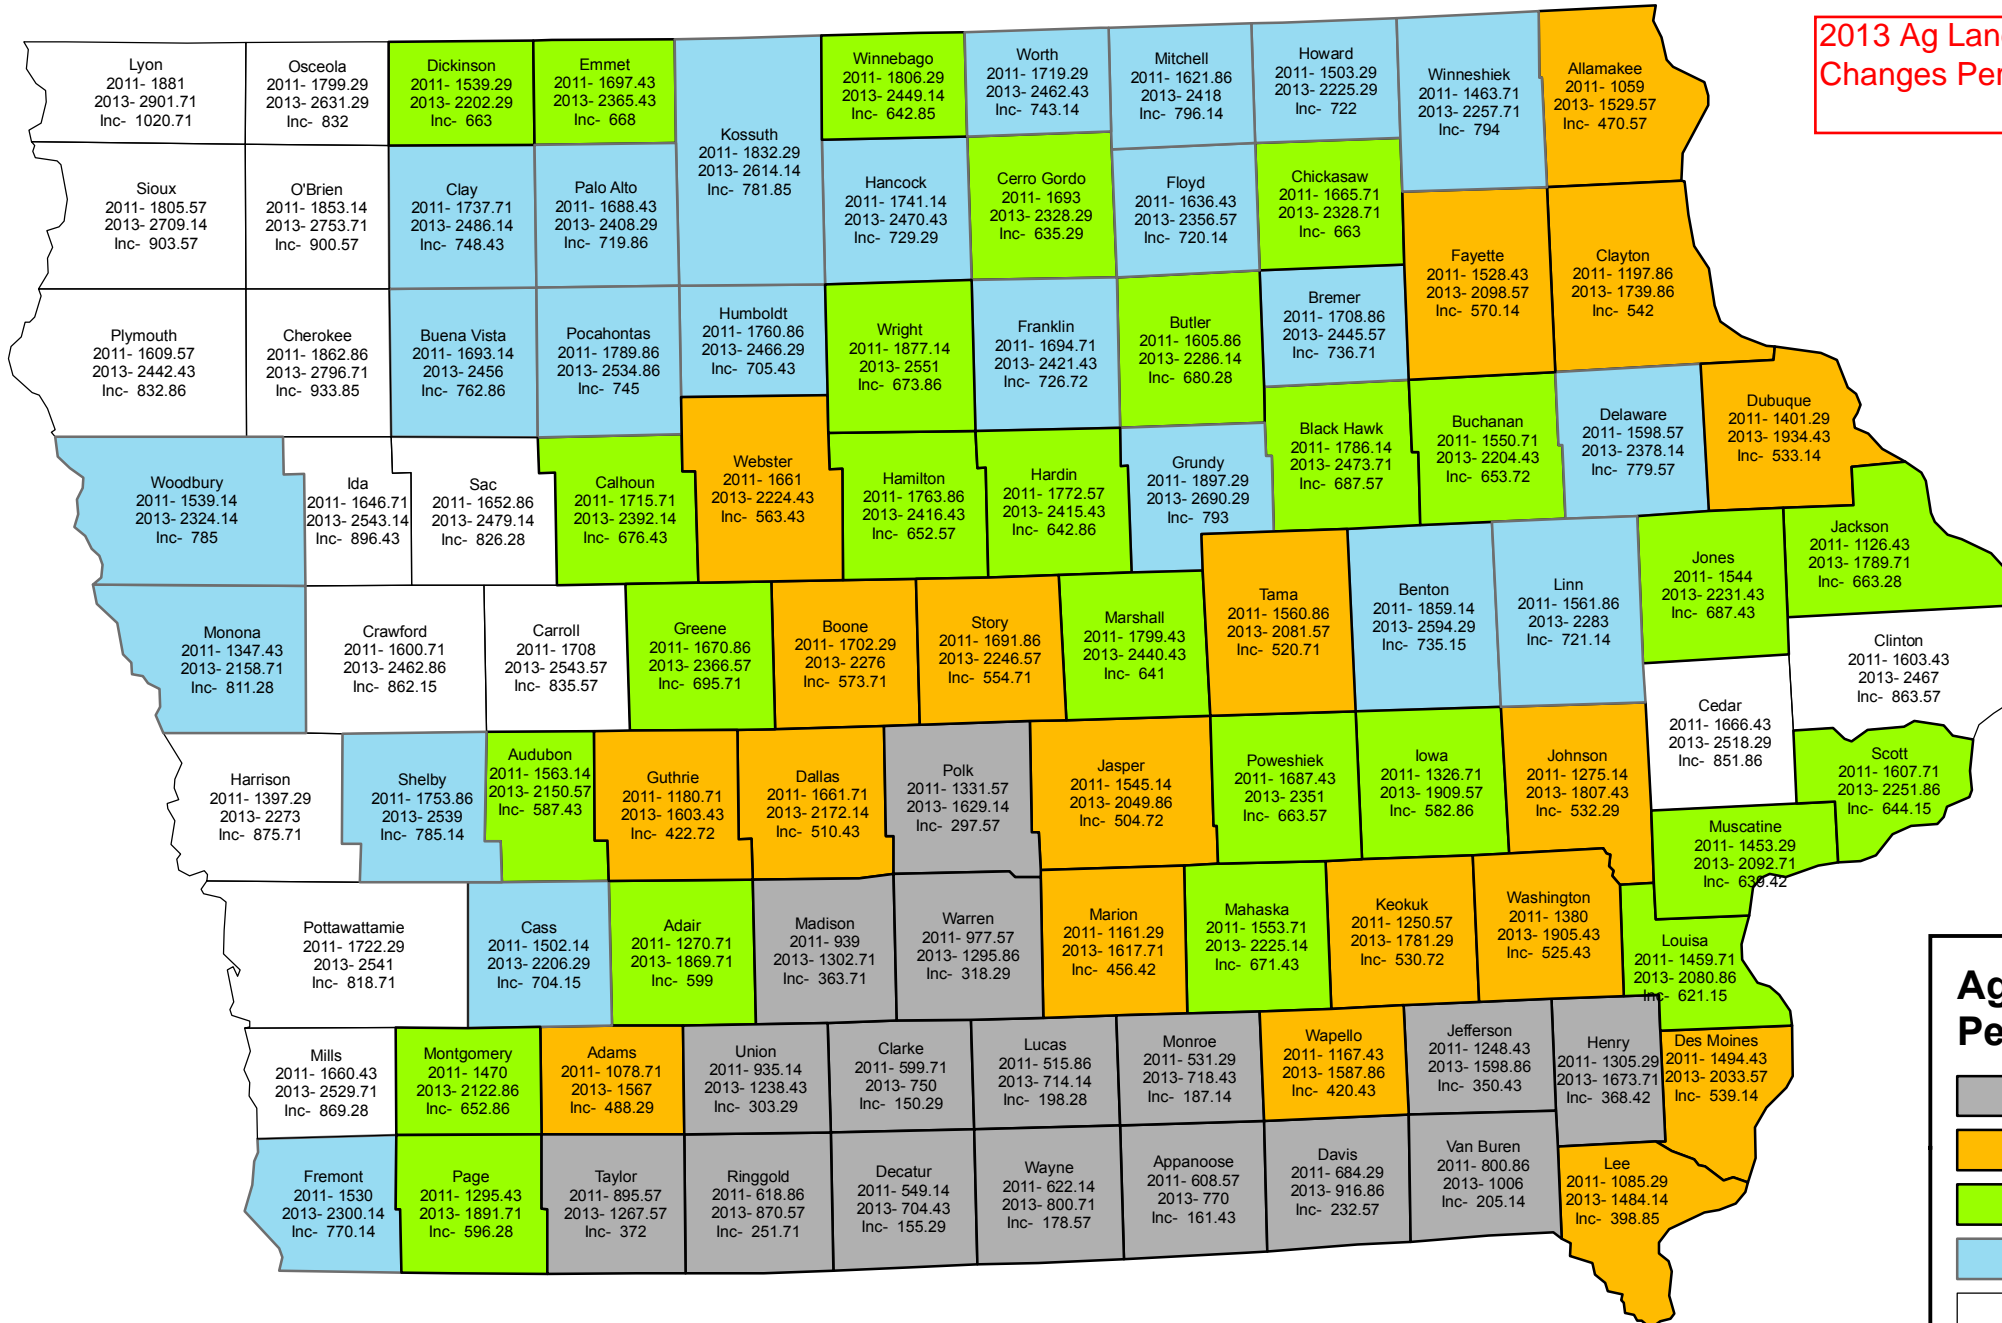 2013 Ag Lan
Changes Per
Lyon
2011- 1881
2013- 2901.71
Inc- 1020.71
Osceola
2011- 1799.29
2013- 2631.29
Inc- 832
Dickinson
2011- 1539.29
2013- 2202.29
Inc- 663
Emmet
2011- 1697.43
2013- 2365.43
Inc- 668
Kossuth
2011- 1832.29
2013- 2614.14
Inc- 781.85
Winnebago
2011- 1806.29
2013- 2449.14
Inc- 642.85
Worth
2011- 1719.29
2013- 2462.43
Inc- 743.14
Mitchell
2011- 1621.86
2013- 2418
Inc- 796.14
Howard
2011- 1503.29
2013- 2225.29
Inc- 722
Winneshiek
2011- 1463.71
2013- 2257.71
Inc- 794
Allamakee
2011- 1059
2013- 1529.57
Inc- 470.57
Sioux
2011- 1805.57
2013- 2709.14
Inc- 903.57
O'Brien
2011- 1853.14
2013- 2753.71
Inc- 900.57
Clay
2011- 1737.71
2013- 2486.14
Inc- 748.43
Palo Alto
2011- 1688.43
2013- 2408.29
Inc- 719.86
Hancock
2011- 1741.14
2013- 2470.43
Inc- 729.29
Cerro Gordo
2011- 1693
2013- 2328.29
Inc- 635.29
Floyd
2011- 1636.43
2013- 2356.57
Inc- 720.14
Chickasaw
2011- 1665.71
2013- 2328.71
Inc- 663
Fayette
2011- 1528.43
2013- 2098.57
Inc- 570.14
Clayton
2011- 1197.86
2013- 1739.86
Inc- 542
Plymouth
2011- 1609.57
2013- 2442.43
Inc- 832.86
Cherokee
2011- 1862.86
2013- 2796.71
Inc- 933.85
Buena Vista
2011- 1693.14
2013- 2456
Inc- 762.86
Pocahontas
2011- 1789.86
2013- 2534.86
Inc- 745
Humboldt
2011- 1760.86
2013- 2466.29
Inc- 705.43
Wright
2011- 1877.14
2013- 2551
Inc- 673.86
Franklin
2011- 1694.71
2013- 2421.43
Inc- 726.72
Butler
2011- 1605.86
2013- 2286.14
Inc- 680.28
Bremer
2011- 1708.86
2013- 2445.57
Inc- 736.71
Woodbury
2011- 1539.14
2013- 2324.14
Inc- 785
Ida
2011- 1646.71
2013- 2543.14
Inc- 896.43
Sac
2011- 1652.86
2013- 2479.14
Inc- 826.28
Calhoun
2011- 1715.71
2013- 2392.14
Inc- 676.43
Webster
2011- 1661
2013- 2224.43
Inc- 563.43
Hamilton
2011- 1763.86
2013- 2416.43
Inc- 652.57
Hardin
2011- 1772.57
2013- 2415.43
Inc- 642.86
Grundy
2011- 1897.29
2013- 2690.29
Inc- 793
Black Hawk
2011- 1786.14
2013- 2473.71
Inc- 687.57
Buchanan
2011- 1550.71
2013- 2204.43
Inc- 653.72
Delaware
2011- 1598.57
2013- 2378.14
Inc- 779.57
Dubuque
2011- 1401.29
2013- 1934.43
Inc- 533.14
Monona
2011- 1347.43
2013- 2158.71
Inc- 811.28
Crawford
2011- 1600.71
2013- 2462.86
Inc- 862.15
Carroll
2011- 1708
2013- 2543.57
Inc- 835.57
Greene
2011- 1670.86
2013- 2366.57
Inc- 695.71
Boone
2011- 1702.29
2013- 2276
Inc- 573.71
Story
2011- 1691.86
2013- 2246.57
Inc- 554.71
Marshall
2011- 1799.43
2013- 2440.43
Inc- 641
Tama
2011- 1560.86
2013- 2081.57
Inc- 520.71
Benton
2011- 1859.14
2013- 2594.29
Inc- 735.15
Linn
2011- 1561.86
2013- 2283
Inc- 721.14
Jones
2011- 1544
2013- 2231.43
Inc- 687.43
Jackson
2011- 1126.43
2013- 1789.71
Inc- 663.28
Clinton
2011- 1603.43
2013- 2467
Inc- 863.57
Cedar
2011- 1666.43
2013- 2518.29
Inc- 851.86
Harrison
2011- 1397.29
2013- 2273
Inc- 875.71
Shelby
2011- 1753.86
2013- 2539
Inc- 785.14
Audubon
2011- 1563.14
2013- 2150.57
Inc- 587.43
Guthrie
2011- 1180.71
2013- 1603.43
Inc- 422.72
Dallas
2011- 1661.71
2013- 2172.14
Inc- 510.43
Polk
2011- 1331.57
2013- 1629.14
Inc- 297.57
Jasper
2011- 1545.14
2013- 2049.86
Inc- 504.72
Poweshiek
2011- 1687.43
2013- 2351
Inc- 663.57
Iowa
2011- 1326.71
2013- 1909.57
Inc- 582.86
Johnson
2011- 1275.14
2013- 1807.43
Inc- 532.29
Scott
2011- 1607.71
2013- 2251.86
Inc- 644.15
Muscatine
2011- 1453.29
2013- 2092.71
Inc- 639.42
Pottawattamie
2011- 1722.29
2013- 2541
Inc- 818.71
Cass
2011- 1502.14
2013- 2206.29
Inc- 704.15
Adair
2011- 1270.71
2013- 1869.71
Inc- 599
Madison
2011- 939
2013- 1302.71
Inc- 363.71
Warren
2011- 977.57
2013- 1295.86
Inc- 318.29
Marion
2011- 1161.29
2013- 1617.71
Inc- 456.42
Mahaska
2011- 1553.71
2013- 2225.14
Inc- 671.43
Keokuk
2011- 1250.57
2013- 1781.29
Inc- 530.72
Washington
2011- 1380
2013- 1905.43
Inc- 525.43
Louisa
2011- 1459.71
2013- 2080.86
Inc- 621.15
Mills
2011- 1660.43
2013- 2529.71
Inc- 869.28
Montgomery
2011- 1470
2013- 2122.86
Inc- 652.86
Adams
2011- 1078.71
2013- 1567
Inc- 488.29
Union
2011- 935.14
2013- 1238.43
Inc- 303.29
Clarke
2011- 599.71
2013- 750
Inc- 150.29
Lucas
2011- 515.86
2013- 714.14
Inc- 198.28
Monroe
2011- 531.29
2013- 718.43
Inc- 187.14
Wapello
2011- 1167.43
2013- 1587.86
Inc- 420.43
Jefferson
2011- 1248.43
2013- 1598.86
Inc- 350.43
Henry
2011- 1305.29
2013- 1673.71
Inc- 368.42
Des Moines
2011- 1494.43
2013- 2033.57
Inc- 539.14
Fremont
2011- 1530
2013- 2300.14
Inc- 770.14
Page
2011- 1295.43
2013- 1891.71
Inc- 596.28
Taylor
2011- 895.57
2013- 1267.57
Inc- 372
Ringgold
2011- 618.86
2013- 870.57
Inc- 251.71
Decatur
2011- 549.14
2013- 704.43
Inc- 155.29
Wayne
2011- 622.14
2013- 800.71
Inc- 178.57
Appanoose
2011- 608.57
2013- 770
Inc- 161.43
Davis
2011- 684.29
2013- 916.86
Inc- 232.57
Van Buren
2011- 800.86
2013- 1006
Inc- 205.14
Lee
2011- 1085.29
2013- 1484.14
Inc- 398.85
Ag
Pe